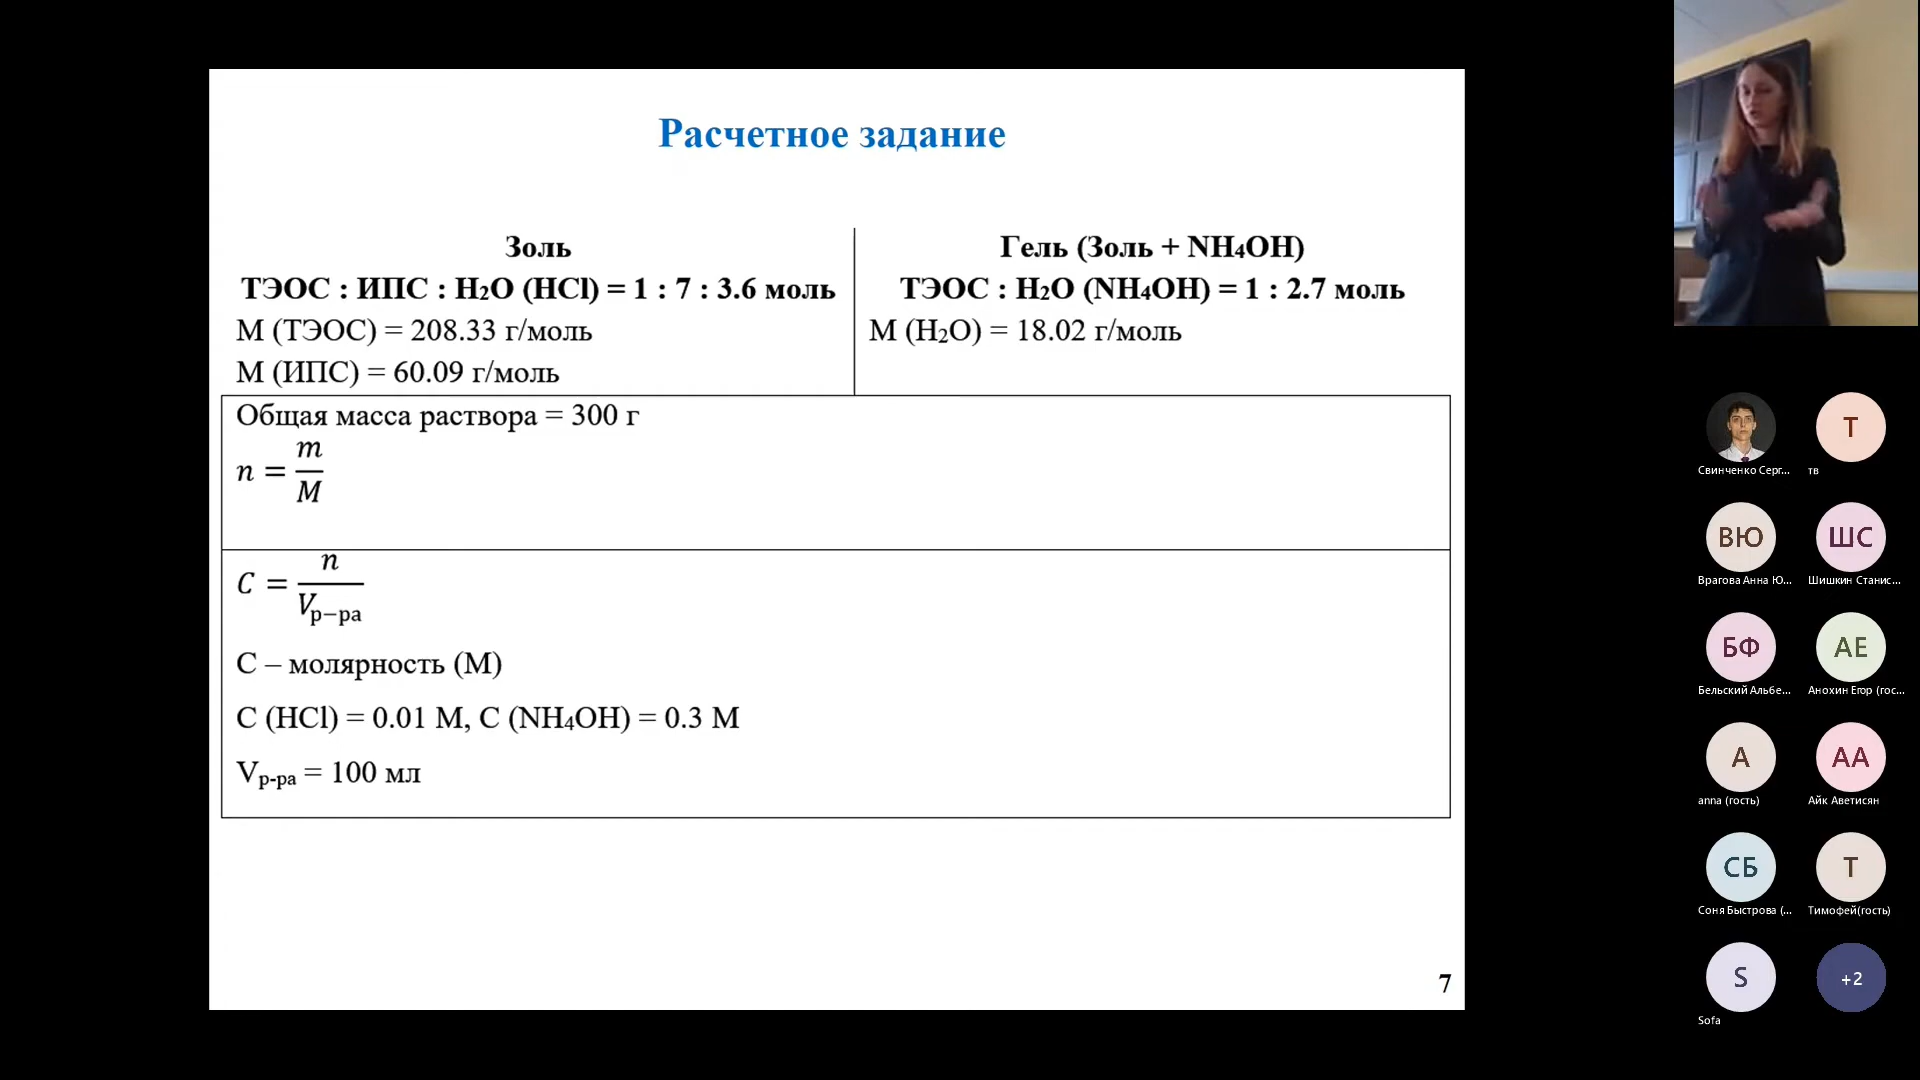 Расчетное задание
Золь
ТЭОС : ИПС : H₂O (HCl) = 1 : 7 : 3.6 моль
М (ТЭОС) = 208.33 г/моль
М (ИПС) = 60.09 г/моль
Гель (Золь + NH₄OH)
ТЭОС : H₂O (NH₄OH) = 1 : 2.7 моль
М (H₂O) = 18.02 г/моль
Общая масса раствора = 300 г
n = m/M
C = n/Vр−ра
С – молярность (М)
С (HCl) = 0.01 М, С (NH₄OH) = 0.3 М
Vр-ра = 100 мл
7
Свинченко Серг...
Т
тв
ВЮ
Врагова Анна Ю...
ШС
Шишкин Станис...
БФ
Бельский Альбе...
АЕ
Анохин Егор (гос...
А
anna (гость)
АА
Айк Аветисян
СБ
Соня Быстрова (...
Т
Тимофей(гость)
S
Sofa
+2